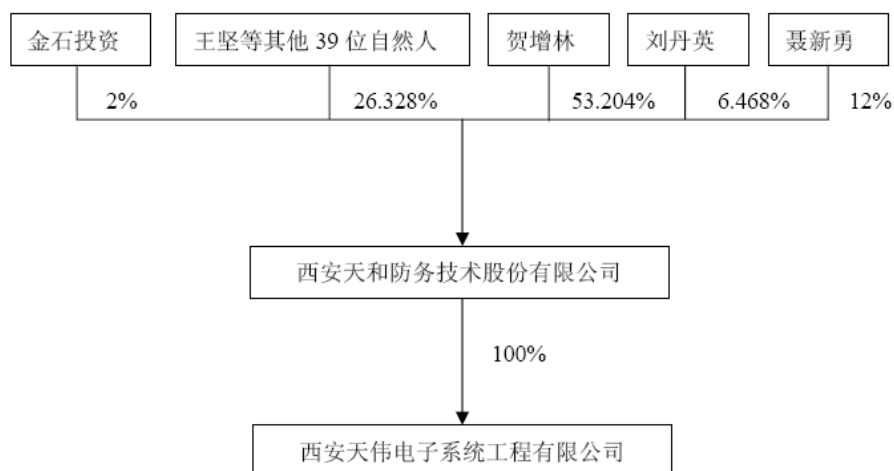 金石投资
王坚等其他 39 位自然人
贺增林
刘丹英
聂新勇
2%
26.328%
53.204%
6.468%
12%
西安天和防务技术股份有限公司
100%
西安天伟电子系统工程有限公司